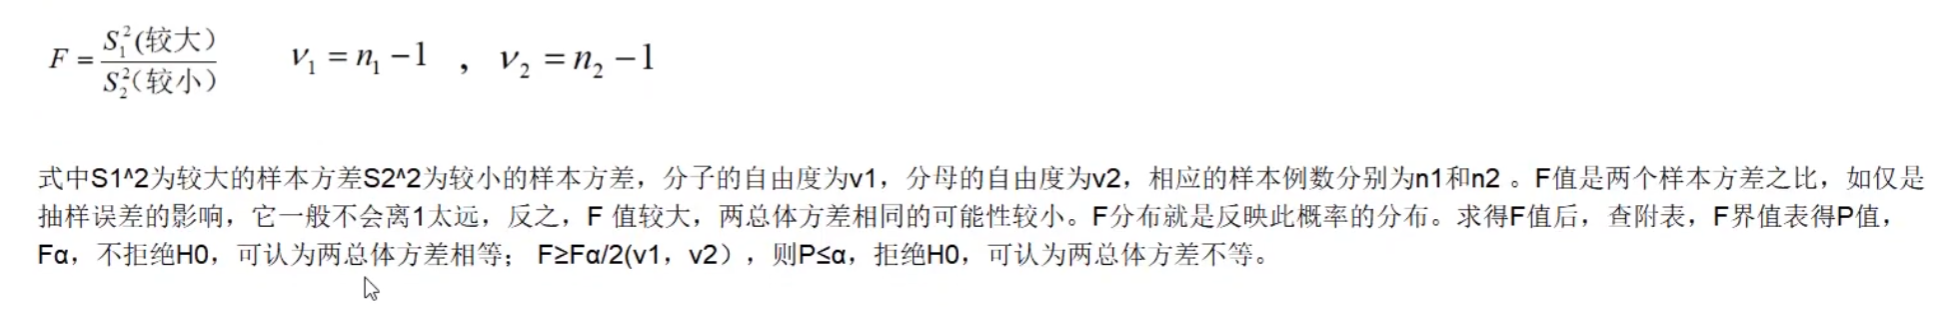 F = S₁²(较大) / S₂²(较小)    ν₁ = n₁ − 1 , ν₂ = n₂ − 1
式中S1^2为较大的样本方差S2^2为较小的样本方差，分子的自由度为v1，分母的自由度为v2，相应的样本例数分别为n1和n2 。F值是两个样本方差之比，如仅是
抽样误差的影响，它一般不会离1太远，反之，F 值较大，两总体方差相同的可能性较小。F分布就是反映此概率的分布。求得F值后，查附表，F界值表得P值，
Fα，不拒绝H0，可认为两总体方差相等； F≥Fα/2(v1，v2），则P≤α，拒绝H0，可认为两总体方差不等。